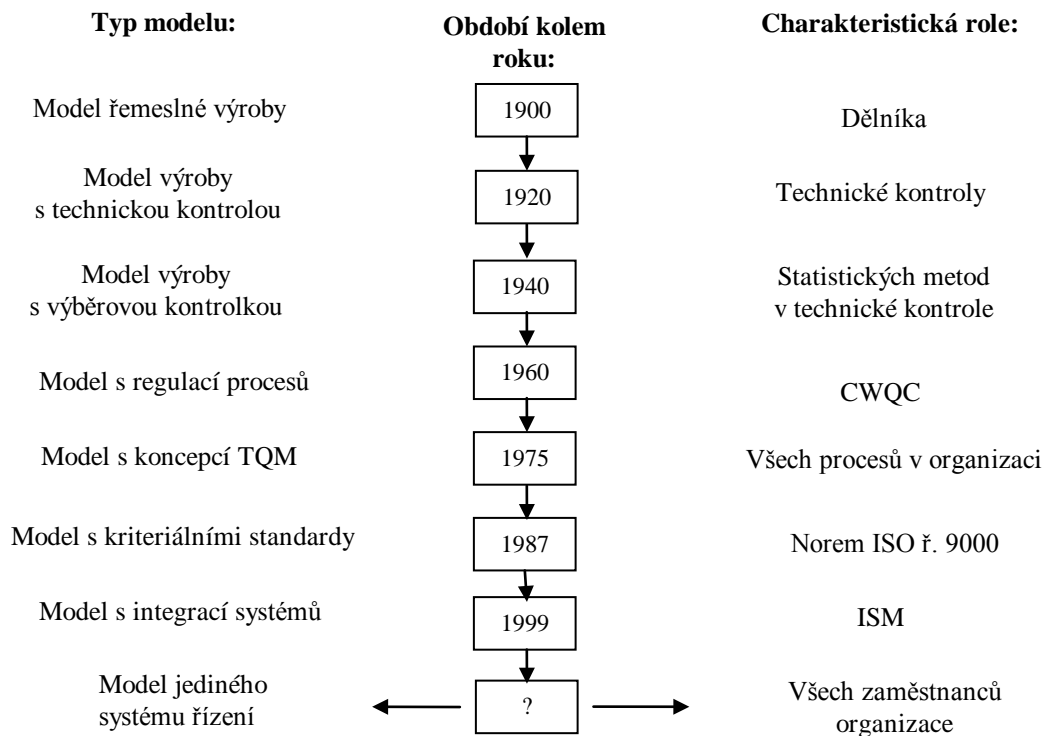 Typ modelu:
Období kolem
roku:
Charakteristická role:
Model řemeslné výroby
1900
Dělníka
Model výroby
s technickou kontrolou
1920
Technické kontroly
Model výroby
s výběrovou kontrolkou
1940
Statistických metod
v technické kontrole
Model s regulací procesů
1960
CWQC
Model s koncepcí TQM
1975
Všech procesů v organizaci
Model s kriteriálními standardy
1987
Norem ISO ř. 9000
Model s integrací systémů
1999
ISM
Model jediného
systému řízení
?
Všech zaměstnanců
organizace